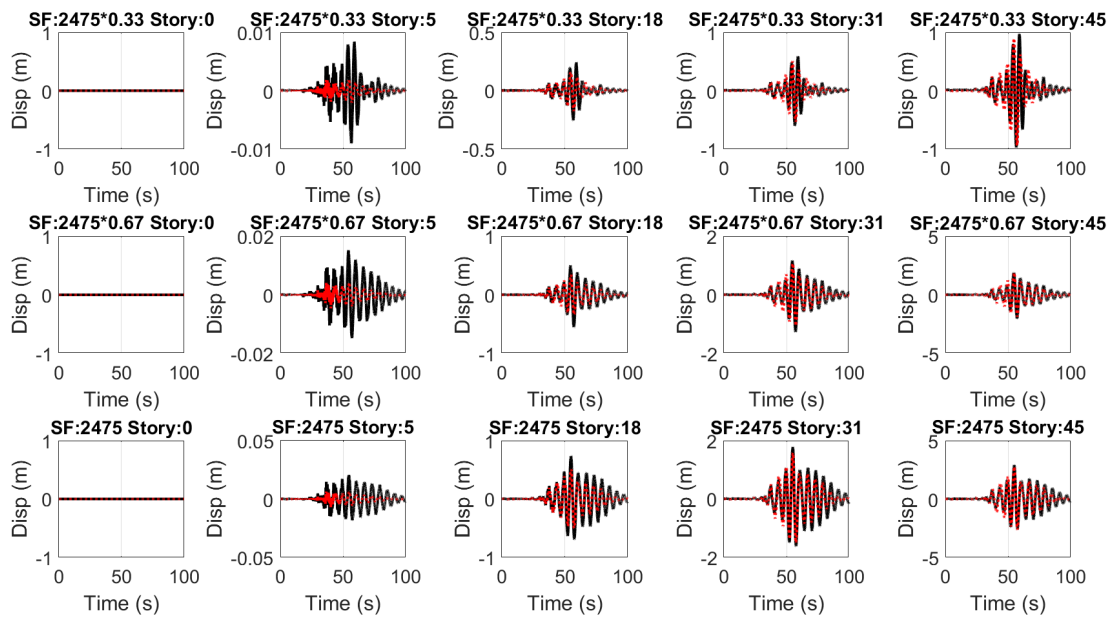 SF:2475*0.33 Story:0 SF:2475*0.33 Story:5 SF:2475*0.33 Story:18 SF:2475*0.33 Story:31 SF:2475*0.33 Story:45
1 0.01 0.5 1 1
Disp (m) Disp (m) Disp (m) Disp (m) Disp (m)
0 0 0 0 0
-1 -0.01 -0.5 -1 -1
0 50 100 0 50 100 0 50 100 0 50 100 0 50 100
Time (s) Time (s) Time (s) Time (s) Time (s)
SF:2475*0.67 Story:0 SF:2475*0.67 Story:5 SF:2475*0.67 Story:18 SF:2475*0.67 Story:31 SF:2475*0.67 Story:45
1 0.02 1 2 5
Disp (m) Disp (m) Disp (m) Disp (m) Disp (m)
0 0 0 0 0
-1 -0.02 -1 -2 -5
0 50 100 0 50 100 0 50 100 0 50 100 0 50 100
Time (s) Time (s) Time (s) Time (s) Time (s)
SF:2475 Story:0 SF:2475 Story:5 SF:2475 Story:18 SF:2475 Story:31 SF:2475 Story:45
1 0.05 1 2 5
Disp (m) Disp (m) Disp (m) Disp (m) Disp (m)
0 0 0 0 0
-1 -0.05 -1 -2 -5
0 50 100 0 50 100 0 50 100 0 50 100 0 50 100
Time (s) Time (s) Time (s) Time (s) Time (s)